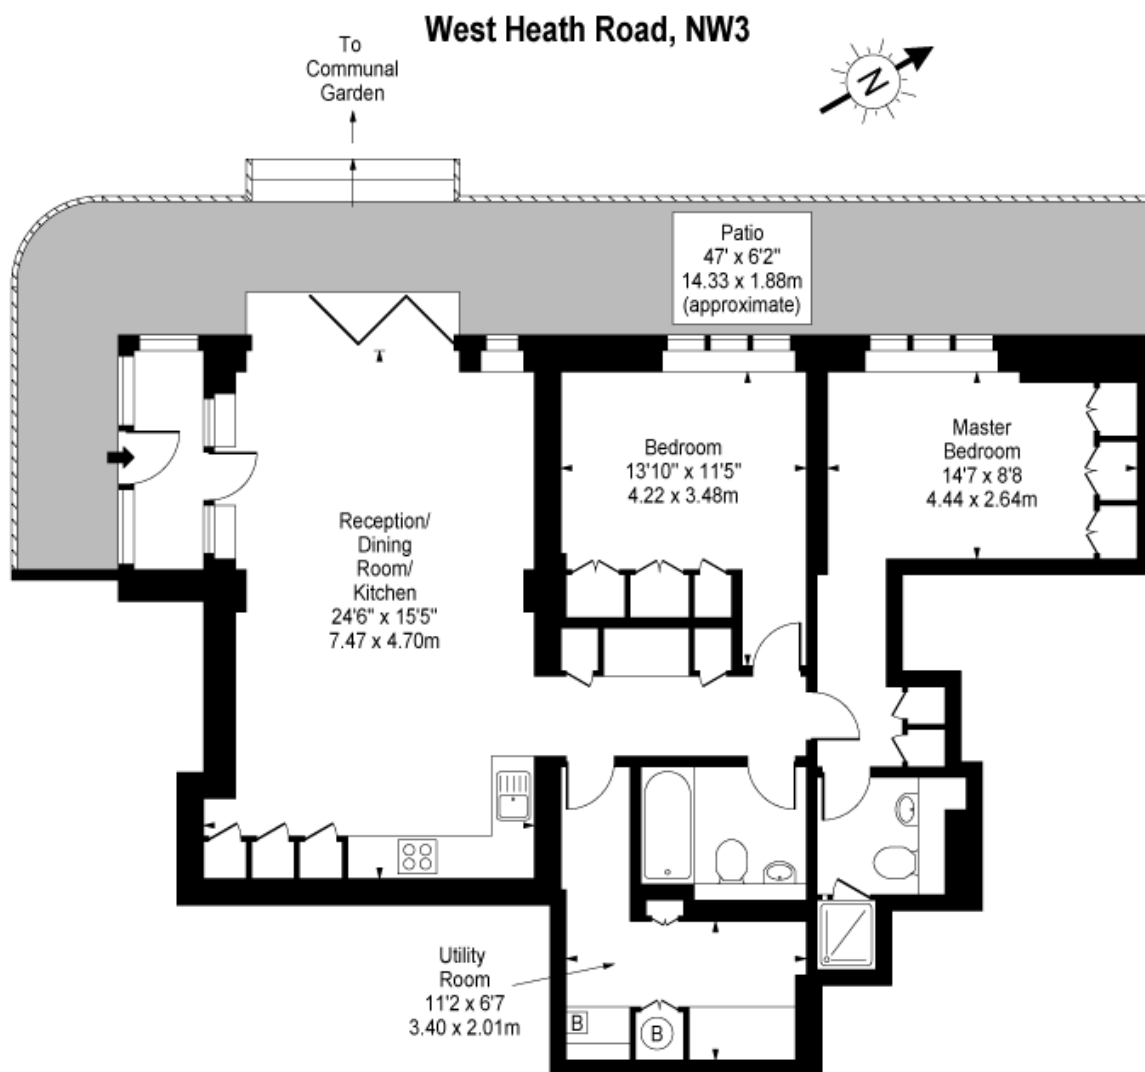 West Heath Road, NW3
To
Communal
Garden
N
Patio
47' x 6'2"
14.33 x 1.88m
(approximate)
Bedroom
13'10" x 11'5"
4.22 x 3.48m
Master
Bedroom
14'7 x 8'8
4.44 x 2.64m
Reception/
Dining
Room/
Kitchen
24'6" x 15'5"
7.47 x 4.70m
Utility
Room
11'2 x 6'7
3.40 x 2.01m
B
B